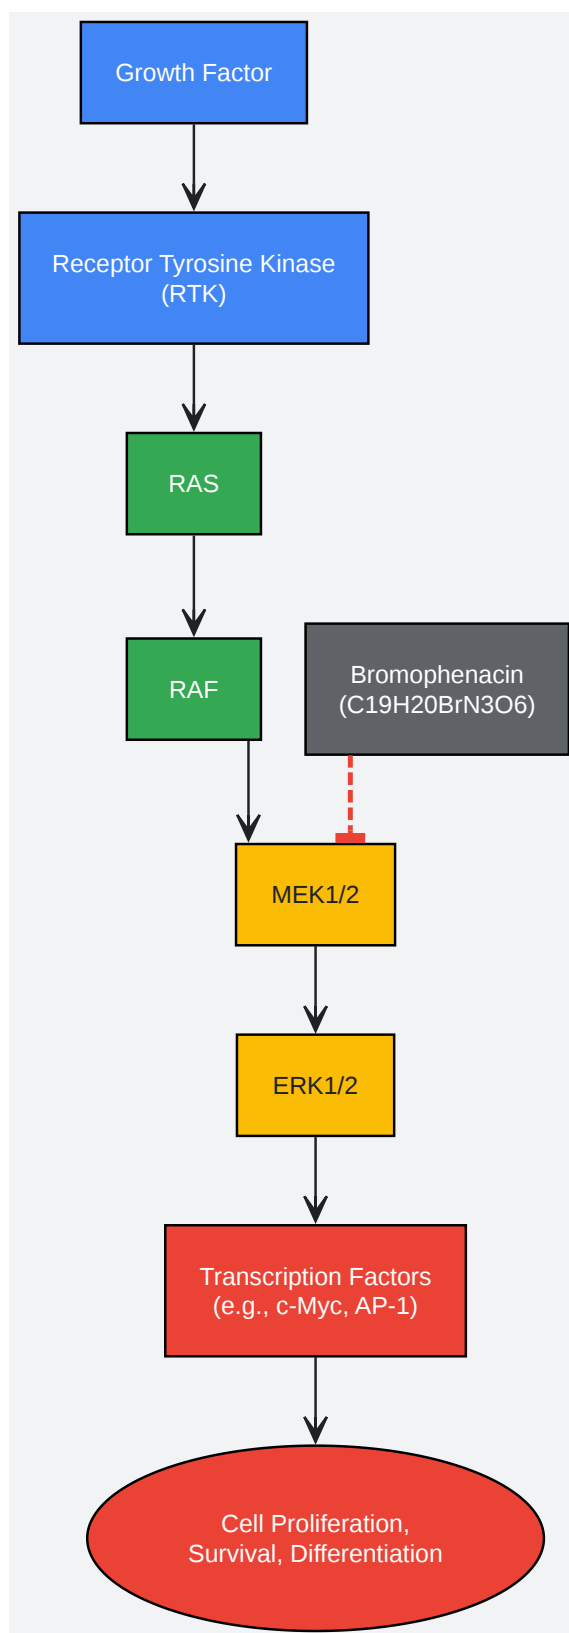 Growth Factor
Receptor Tyrosine Kinase
(RTK)
RAS
RAF
Bromophenacin
(C19H20BrN3O6)
MEK1/2
ERK1/2
Transcription Factors
(e.g., c-Myc, AP-1)
Cell Proliferation,
Survival, Differentiation